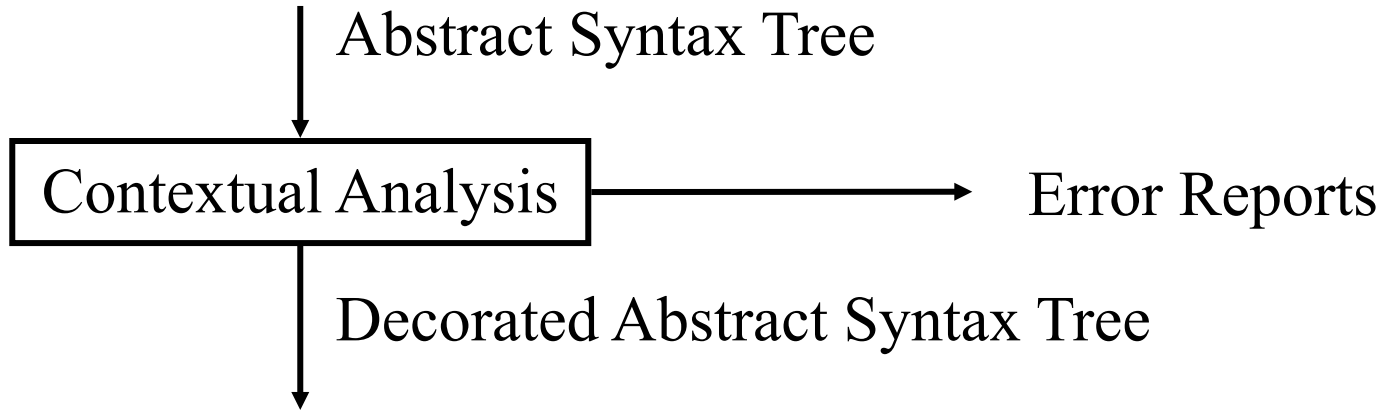 Abstract Syntax Tree
Contextual Analysis
Error Reports
Decorated Abstract Syntax Tree